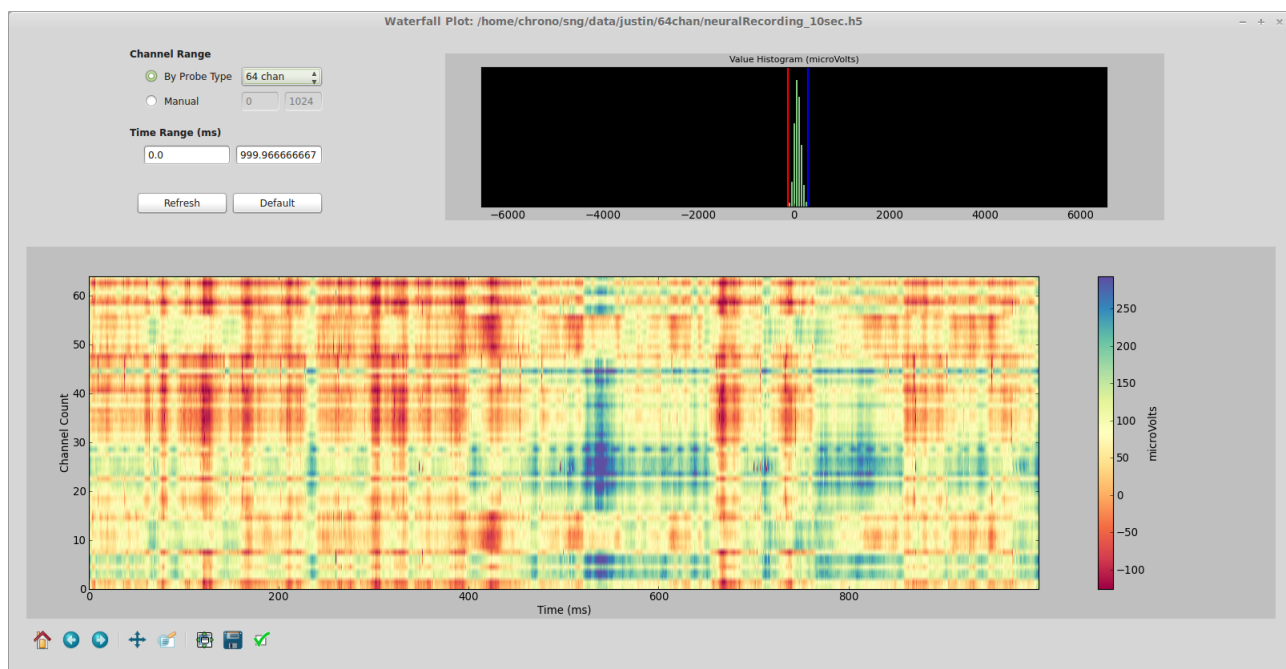 Waterfall Plot: /home/chrono/sng/data/justin/64chan/neuralRecording_10sec.h5
Channel Range
By Probe Type 64 chan
Manual 0 1024
Time Range (ms)
0.0 999.966666667
Refresh Default
Value Histogram (microVolts)
−6000 −4000 −2000 0 2000 4000 6000
60
50
40
30
20
10
0
Channel Count
0 200 400 600 800
Time (ms)
250
200
150
100
50
0
−50
−100
microVolts